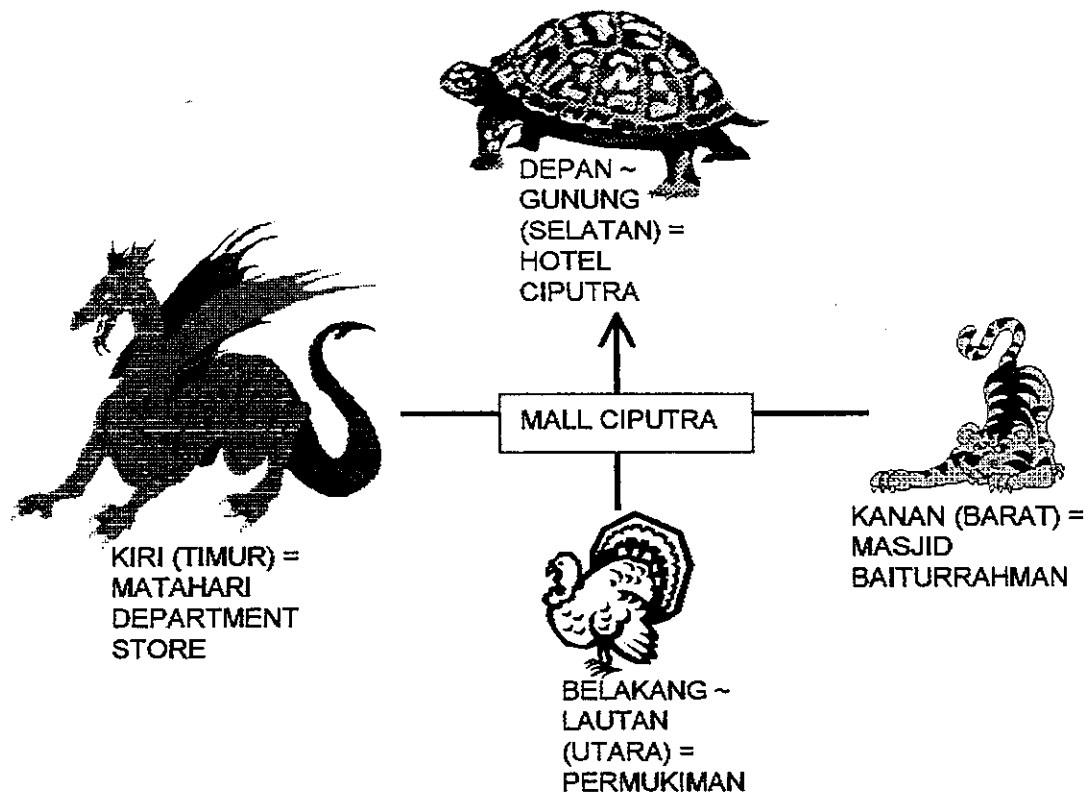 DEPAN ~
GUNUNG
(SELATAN) =
HOTEL
CIPUTRA
MALL CIPUTRA
KIRI (TIMUR) =
MATAHARI
DEPARTMENT
STORE
KANAN (BARAT) =
MASJID
BAITURRAHMAN
BELAKANG ~
LAUTAN
(UTARA) =
PERMUKIMAN